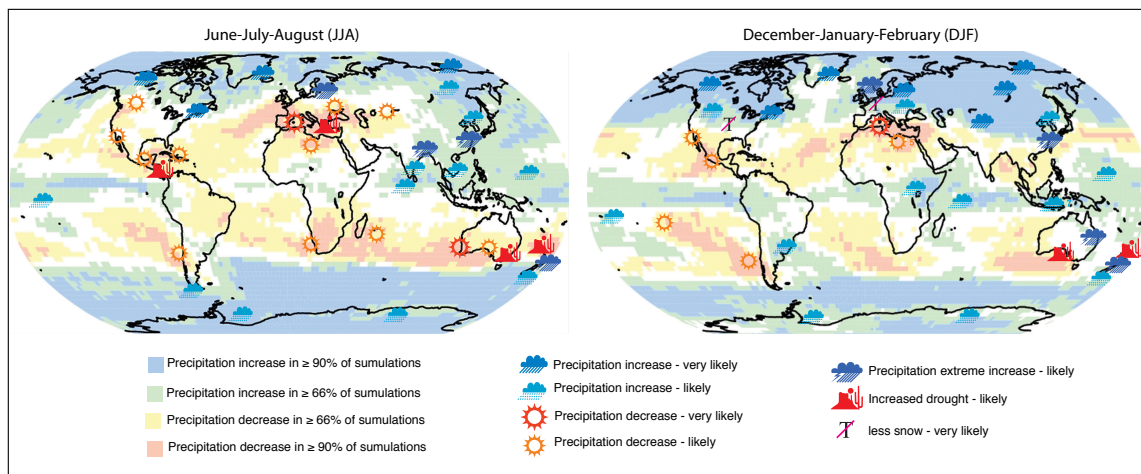 June-July-August (JJA)
December-January-February (DJF)
T
T
Precipitation increase in ≥ 90% of sumulations
Precipitation increase in ≥ 66% of sumulations
Precipitation decrease in ≥ 66% of sumulations
Precipitation decrease in ≥ 90% of sumulations
Precipitation increase - very likely
Precipitation increase - likely
Precipitation decrease - very likely
Precipitation decrease - likely
Precipitation extreme increase - likely
Increased drought - likely
T less snow - very likely